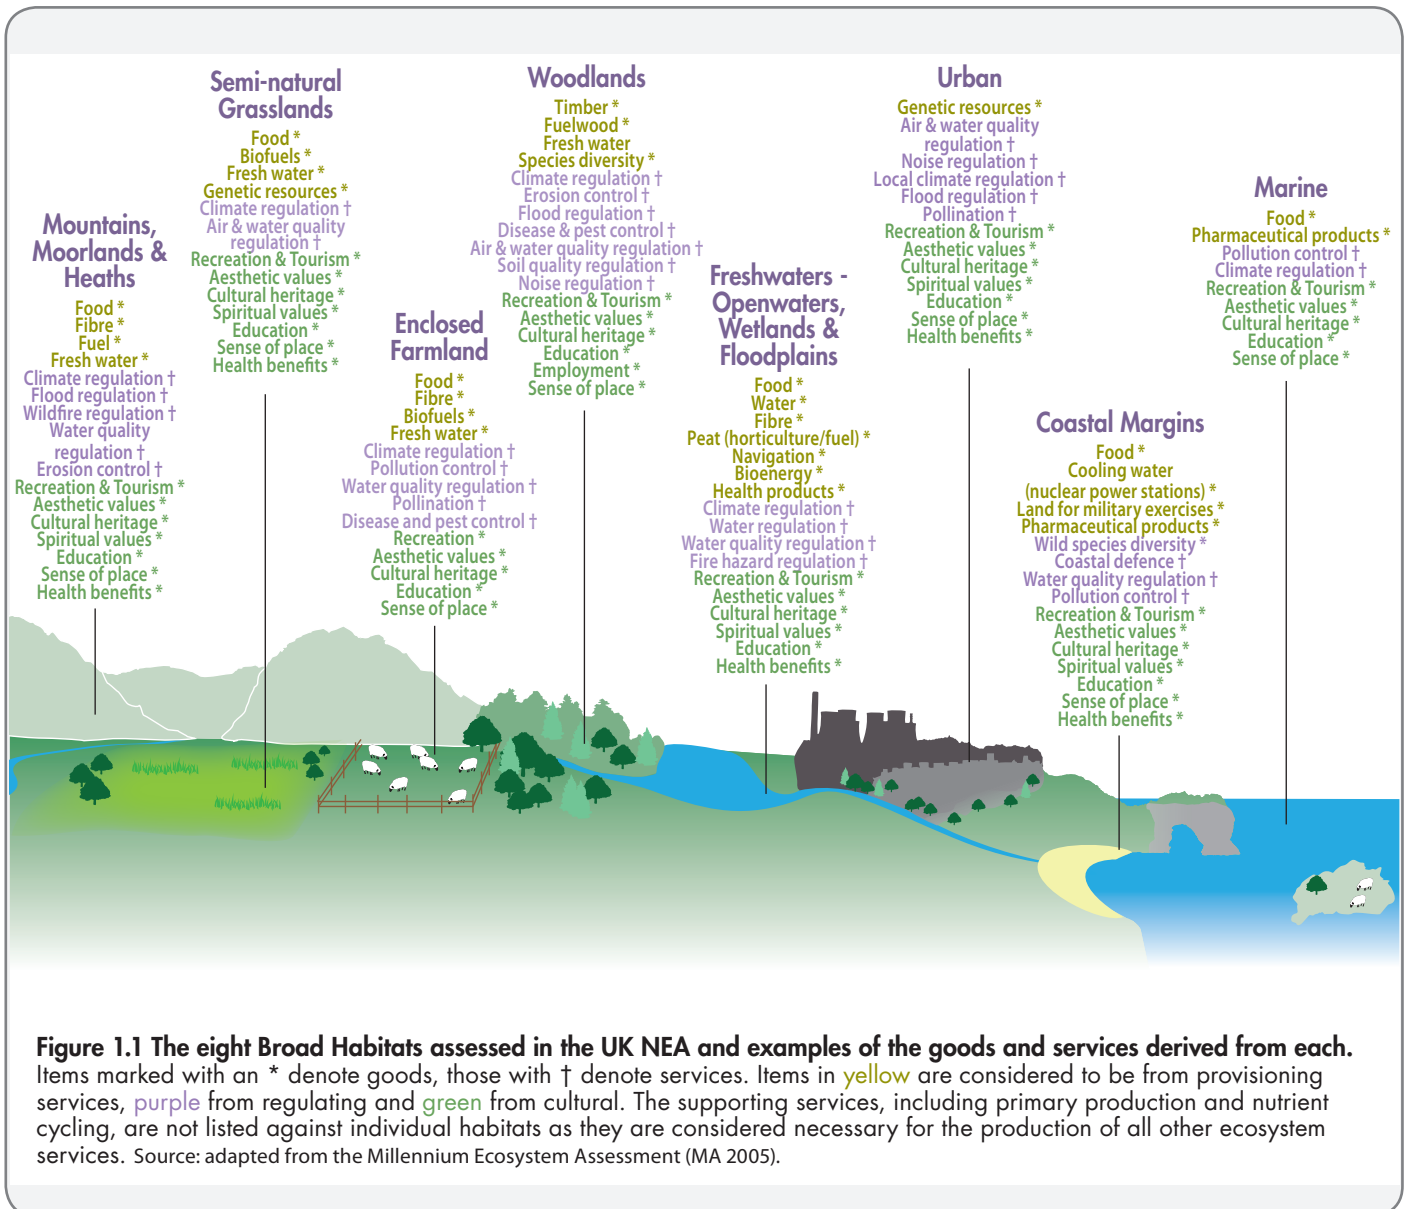 Semi-natural
Grasslands
Food *
Biofuels *
Fresh water *
Genetic resources *
Climate regulation †
Air & water quality
regulation †
Recreation & Tourism *
Aesthetic values *
Cultural heritage *
Spiritual values *
Education *
Sense of place *
Health benefits *
Woodlands
Timber *
Fuelwood *
Fresh water
Species diversity *
Climate regulation †
Erosion control †
Flood regulation †
Disease & pest control †
Air & water quality regulation †
Soil quality regulation †
Noise regulation †
Recreation & Tourism *
Aesthetic values *
Cultural heritage *
Education *
Employment *
Sense of place *
Urban
Genetic resources *
Air & water quality
regulation †
Noise regulation †
Local climate regulation †
Flood regulation †
Pollination †
Recreation & Tourism *
Aesthetic values *
Cultural heritage *
Spiritual values *
Education *
Sense of place *
Health benefits *
Marine
Food *
Pharmaceutical products *
Pollution control †
Climate regulation †
Recreation & Tourism *
Aesthetic values *
Cultural heritage *
Education *
Sense of place *
Mountains,
Moorlands &
Heaths
Food *
Fibre *
Fuel *
Fresh water *
Climate regulation †
Flood regulation †
Wildfire regulation †
Water quality
regulation †
Erosion control †
Recreation & Tourism *
Aesthetic values *
Cultural heritage *
Spiritual values *
Education *
Sense of place *
Health benefits *
Enclosed
Farmland
Food *
Fibre *
Biofuels *
Fresh water *
Climate regulation †
Pollution control †
Water quality regulation †
Pollination †
Disease and pest control †
Recreation *
Aesthetic values *
Cultural heritage *
Education *
Sense of place *
Freshwaters -
Openwaters,
Wetlands &
Floodplains
Food *
Water *
Fibre *
Peat (horticulture/fuel) *
Navigation *
Bioenergy *
Health products *
Climate regulation †
Water regulation †
Water quality regulation †
Fire hazard regulation †
Recreation & Tourism *
Aesthetic values *
Cultural heritage *
Spiritual values *
Education *
Health benefits *
Coastal Margins
Food *
Cooling water
(nuclear power stations) *
Land for military exercises *
Pharmaceutical products *
Wild species diversity *
Coastal defence †
Water quality regulation †
Pollution control †
Recreation & Tourism *
Aesthetic values *
Cultural heritage *
Spiritual values *
Education *
Sense of place *
Health benefits *
Figure 1.1 The eight Broad Habitats assessed in the UK NEA and examples of the goods and services derived from each.
Items marked with an * denote goods, those with † denote services. Items in yellow are considered to be from provisioning
services, purple from regulating and green from cultural. The supporting services, including primary production and nutrient
cycling, are not listed against individual habitats as they are considered necessary for the production of all other ecosystem
services. Source: adapted from the Millennium Ecosystem Assessment (MA 2005).